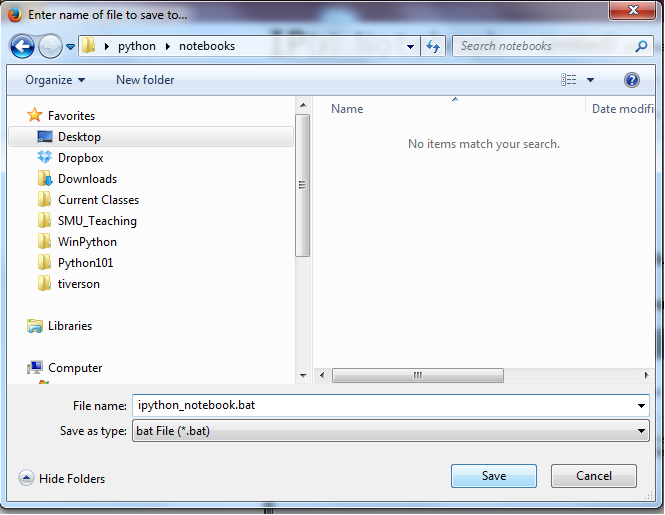 Enter name of file to save to...
python notebooks
Search notebooks
Organize New folder
Favorites
Desktop
Dropbox
Downloads
Current Classes
SMU_Teaching
WinPython
Python101
tiverson
Libraries
Computer
Name Date modifi
No items match your search.
File name: ipython_notebook.bat
Save as type: bat File (*.bat)
Hide Folders Save Cancel